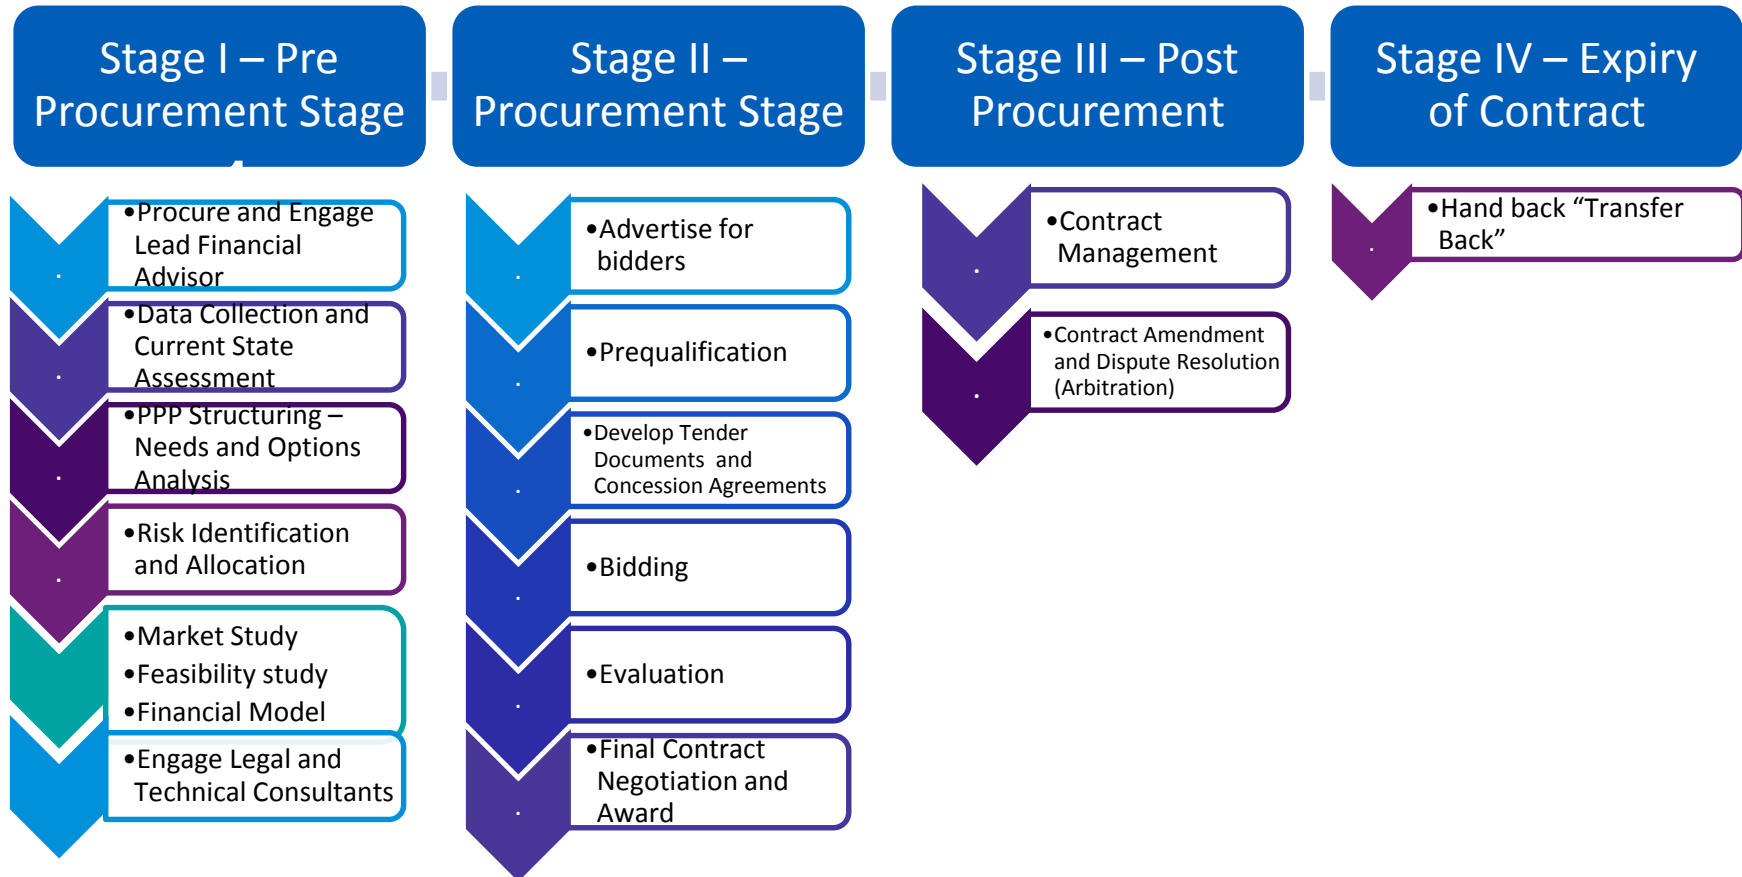 Stage I – Pre
Procurement Stage
•Procure and Engage
Lead Financial
Advisor
•Data Collection and
Current State
Assessment
•PPP Structuring –
Needs and Options
Analysis
•Risk Identification
and Allocation
•Market Study
•Feasibility study
•Financial Model
•Engage Legal and
Technical Consultants
Stage II –
Procurement Stage
•Advertise for
bidders
•Prequalification
•Develop Tender
Documents and
Concession Agreements
•Bidding
•Evaluation
•Final Contract
Negotiation and
Award
Stage III – Post
Procurement
•Contract
Management
•Contract Amendment
and Dispute Resolution
(Arbitration)
Stage IV – Expiry
of Contract
•Hand back “Transfer
Back”